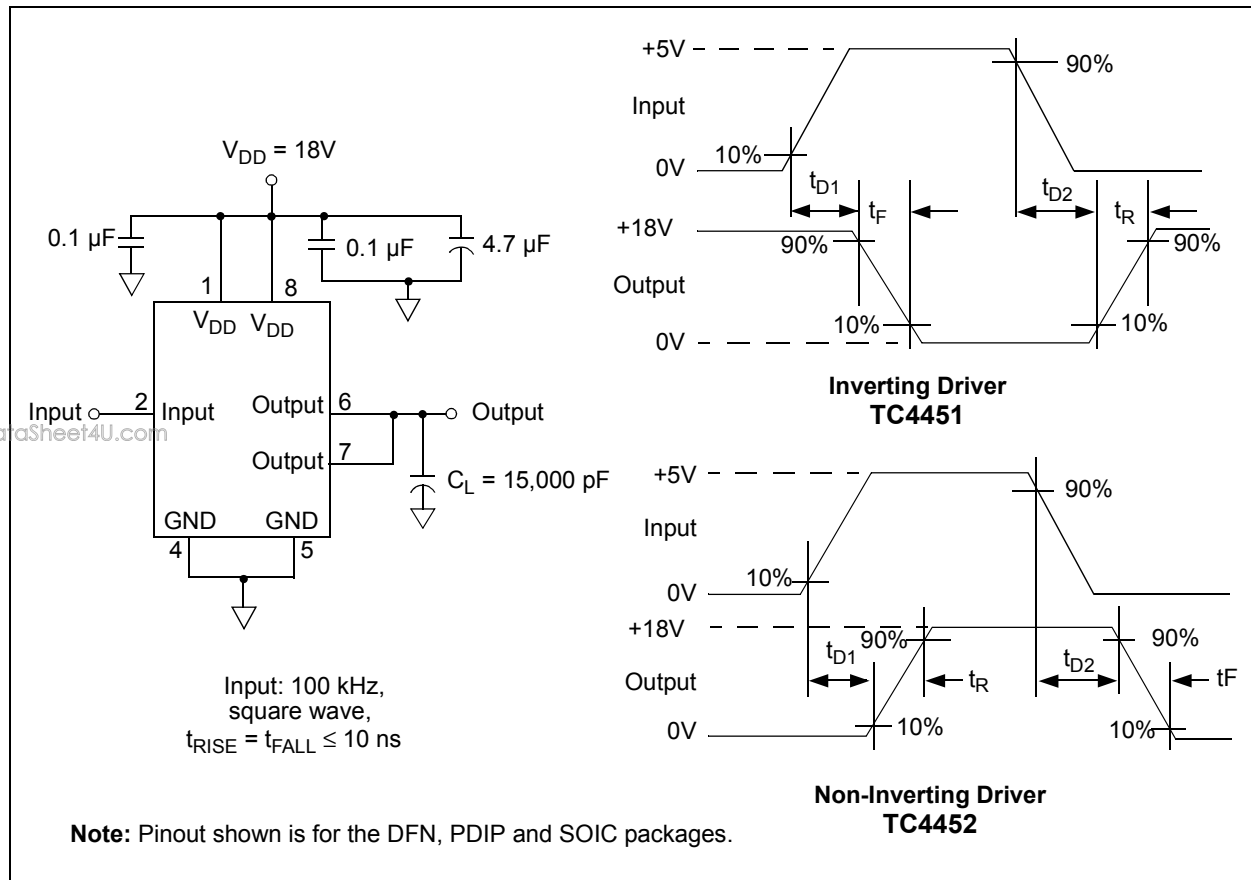 V_DD = 18V
0.1 µF
0.1 µF
4.7 µF
1
8
V_DD
V_DD
Input
2
Input
Output
6
Output
Output
7
C_L = 15,000 pF
GND
GND
4
5
Input: 100 kHz,
square wave,
t_RISE = t_FALL ≤ 10 ns
+5V
90%
Input
10%
0V
t_D1
t_D2
t_F
t_R
+18V
90%
90%
Output
10%
10%
0V
Inverting Driver
TC4451
+5V
90%
Input
10%
0V
+18V
90%
90%
t_D1
t_D2
Output
t_R
tF
0V
10%
10%
Non-Inverting Driver
TC4452
Note: Pinout shown is for the DFN, PDIP and SOIC packages.
taSheet4U.com